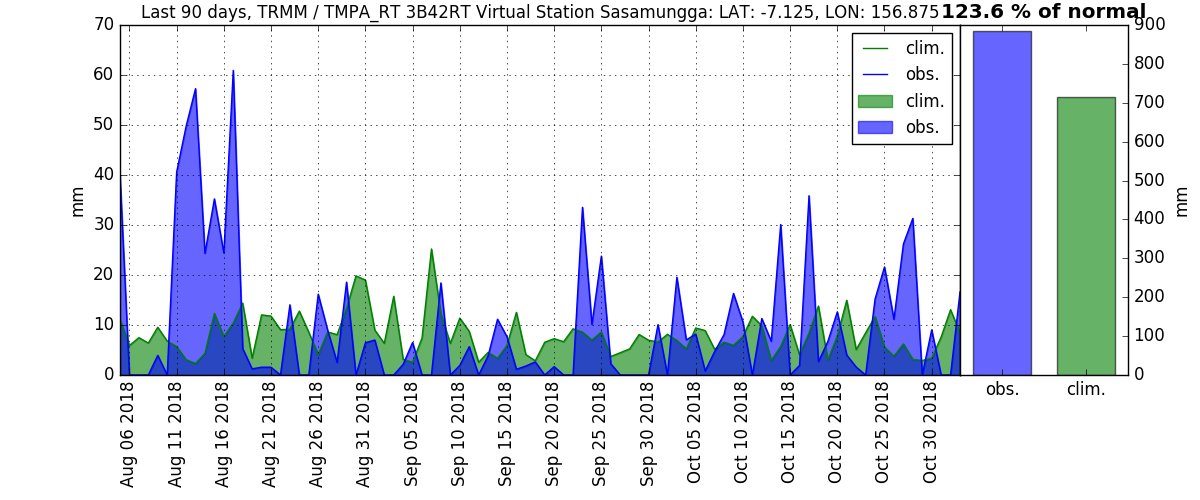 Last 90 days, TRMM / TMPA_RT 3B42RT Virtual Station Sasamungga: LAT: -7.125, LON: 156.875
123.6 % of normal
70
60
50
40
30
20
10
0
mm
clim.
obs.
clim.
obs.
900
800
700
600
500
400
300
200
100
0
mm
obs.
clim.
Aug 06 2018
Aug 11 2018
Aug 16 2018
Aug 21 2018
Aug 26 2018
Aug 31 2018
Sep 05 2018
Sep 10 2018
Sep 15 2018
Sep 20 2018
Sep 25 2018
Sep 30 2018
Oct 05 2018
Oct 10 2018
Oct 15 2018
Oct 20 2018
Oct 25 2018
Oct 30 2018